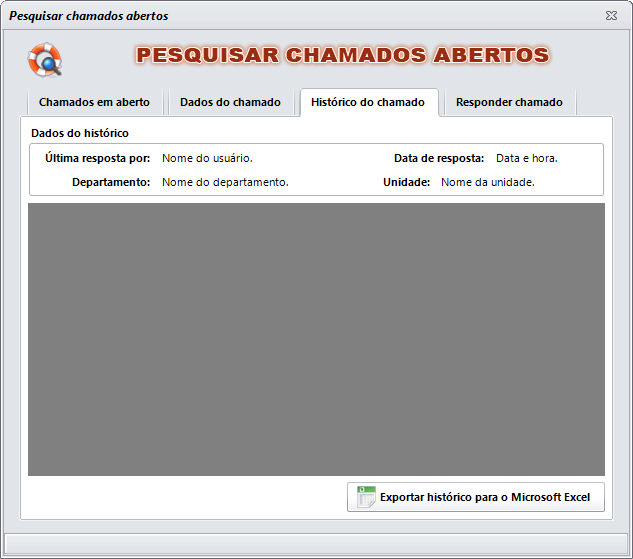 Pesquisar chamados abertos
PESQUISAR CHAMADOS ABERTOS
Chamados em aberto Dados do chamado Histórico do chamado Responder chamado
Dados do histórico
Última resposta por: Nome do usuário. Data de resposta: Data e hora.
Departamento: Nome do departamento. Unidade: Nome da unidade.
Exportar histórico para o Microsoft Excel